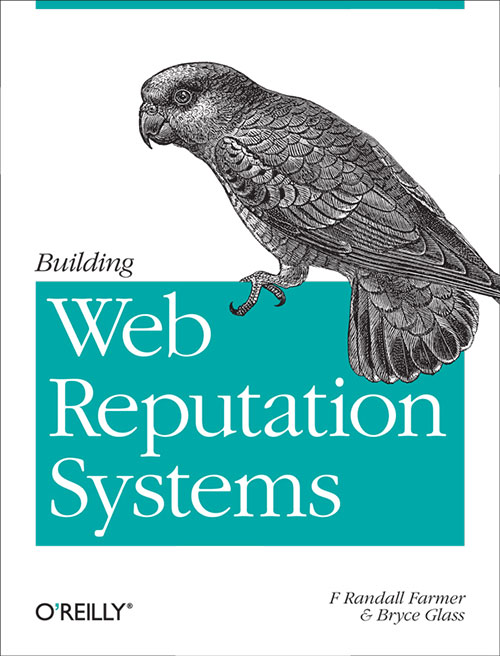 Building
Web
Reputation
Systems
O'REILLY®
F Randall Farmer
& Bryce Glass